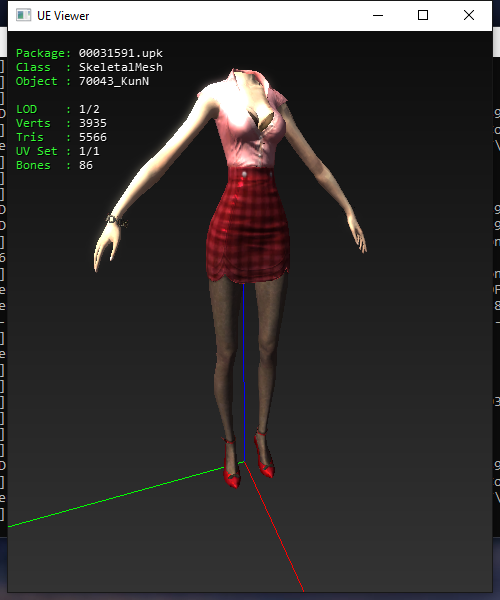 UE Viewer
Package: 00031591.upk
Class  : SkeletalMesh
Object : 70043_KunN
LOD    : 1/2
Verts  : 3935
Tris   : 5566
UV Set : 1/1
Bones  : 86